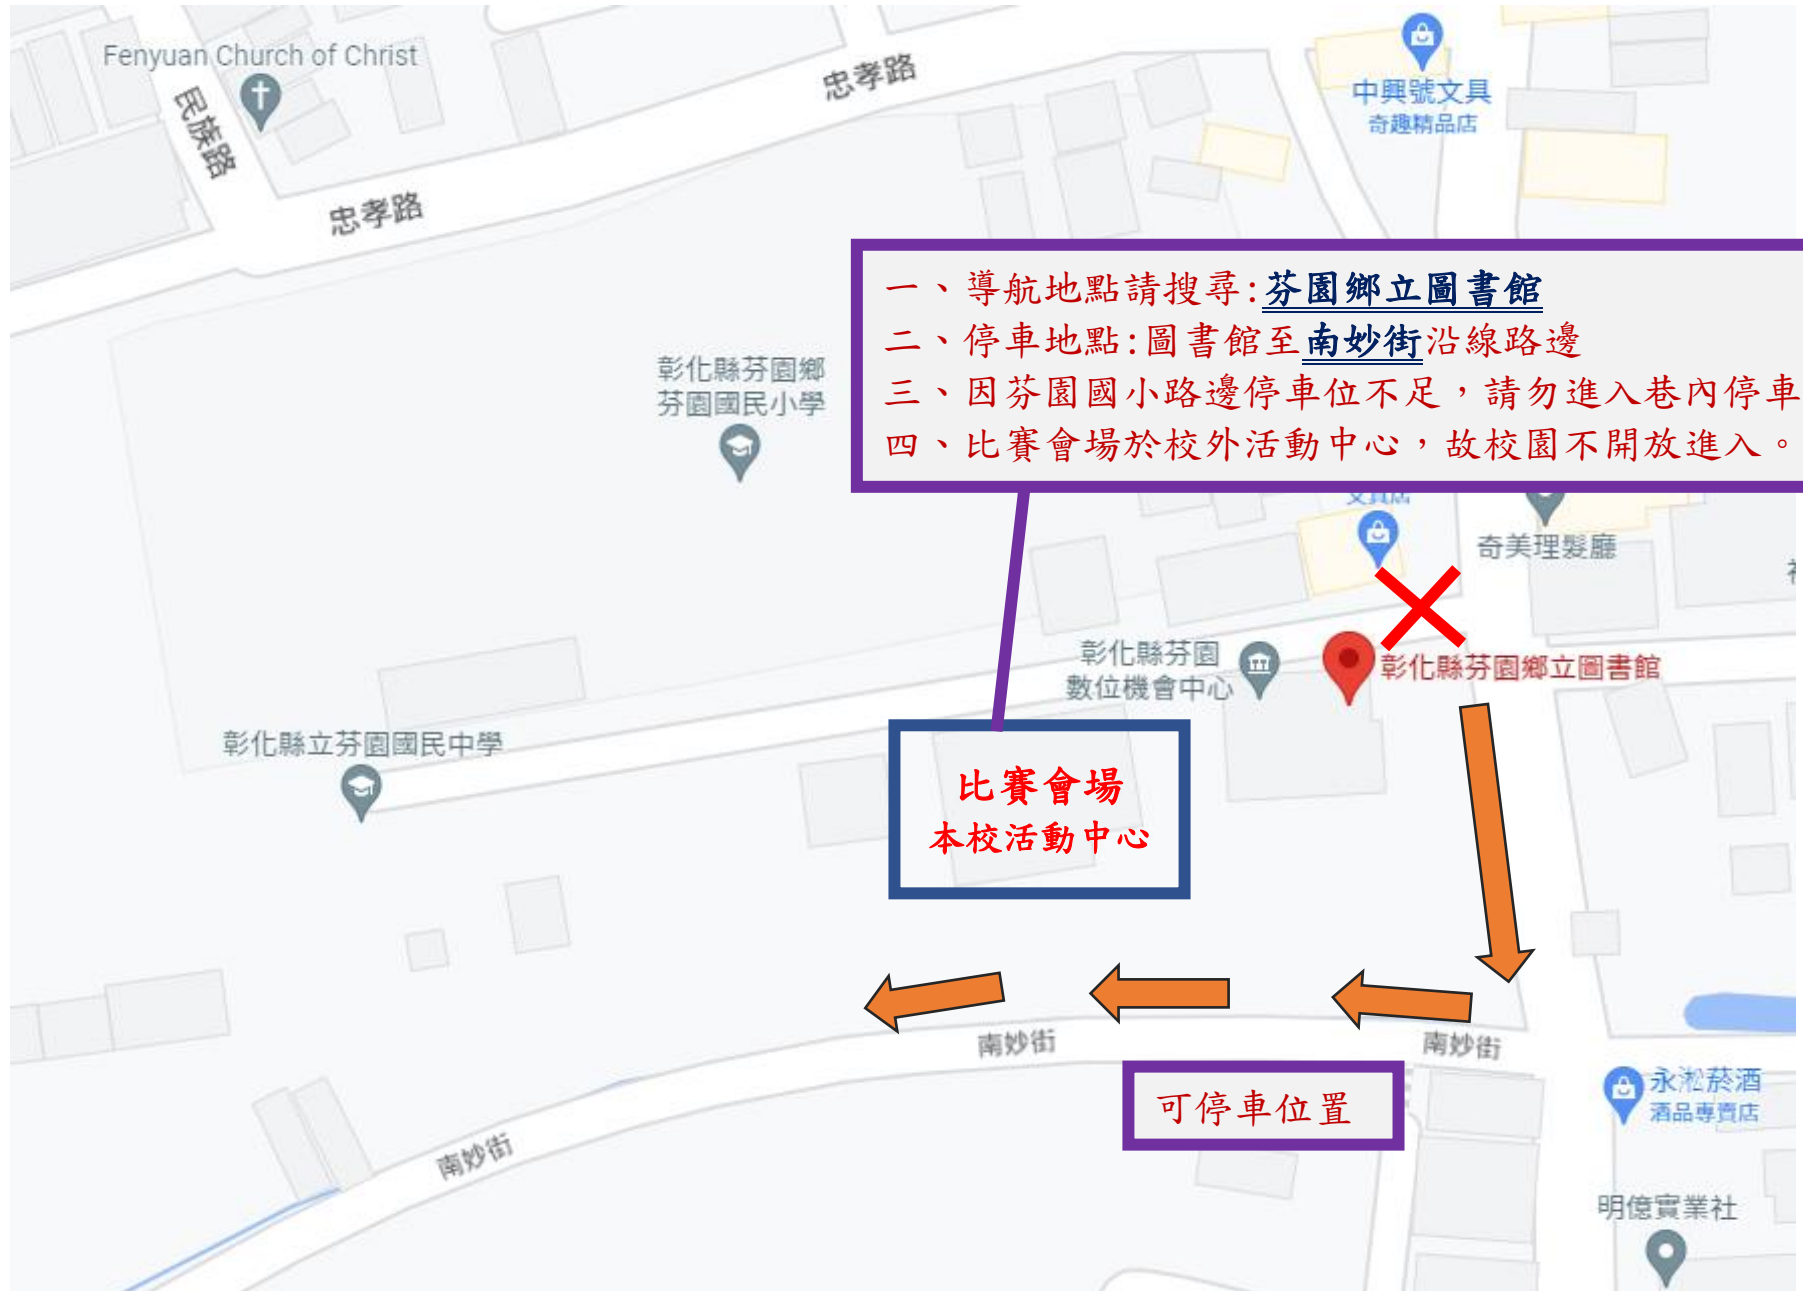 Fenyuan Church of Christ
民族路
忠孝路
忠孝路
中興號文具
奇趣精品店
一、導航地點請搜尋:芬園鄉立圖書館
二、停車地點:圖書館至南妙街沿線路邊
三、因芬園國小路邊停車位不足，請勿進入巷內停車
四、比賽會場於校外活動中心，故校園不開放進入。
彰化縣芬園鄉
芬園國民小學
文具店
奇美理髮廳
彰化縣芬園
數位機會中心
彰化縣芬園鄉立圖書館
彰化縣立芬園國民中學
比賽會場
本校活動中心
南妙街
南妙街
可停車位置
永淞菸酒
酒品專賣店
南妙街
明億實業社